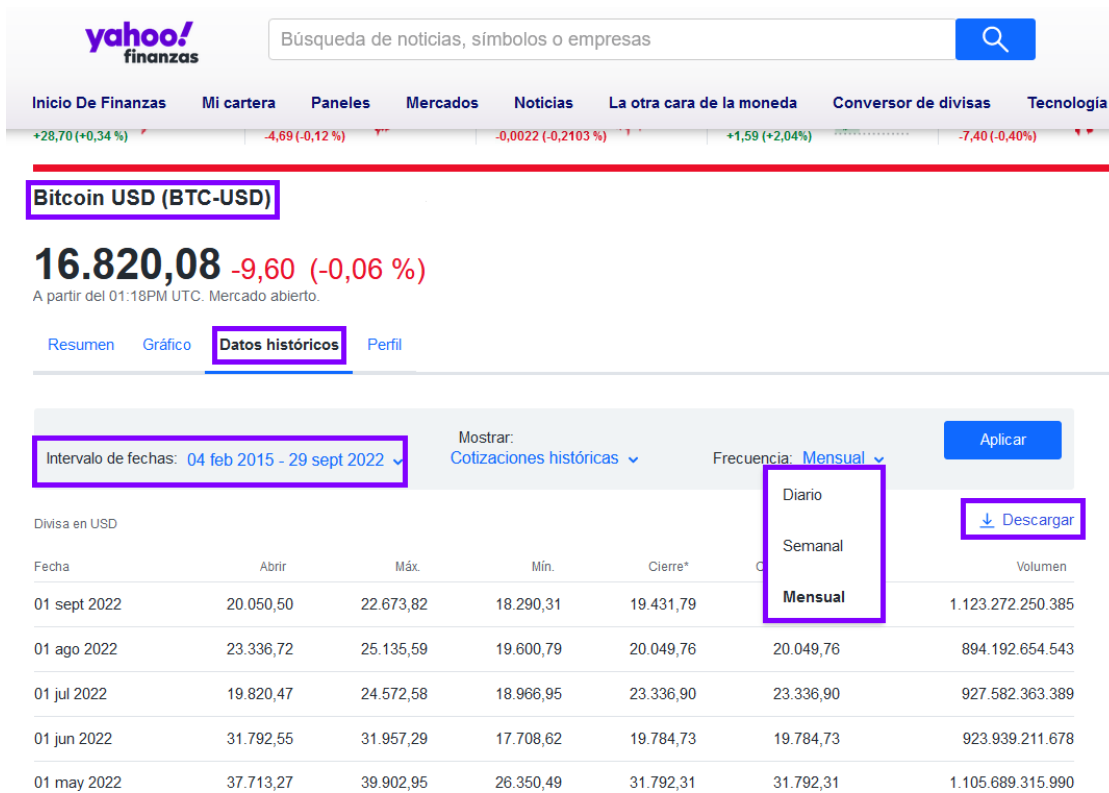 yahoo!
finanzas
Búsqueda de noticias, símbolos o empresas
Inicio De Finanzas Mi cartera Paneles Mercados Noticias La otra cara de la moneda Conversor de divisas Tecnología
+28,70 (+0,34 %) -4,69 (-0,12 %) -0,0022 (-0,2103 %) +1,59 (+2,04%) -7,40 (-0,40%)
Bitcoin USD (BTC-USD)
16.820,08 -9,60 (-0,06 %)
A partir del 01:18PM UTC. Mercado abierto.
Resumen Gráfico Datos históricos Perfil
Intervalo de fechas: 04 feb 2015 - 29 sept 2022 Mostrar: Cotizaciones históricas Frecuencia: Mensual Aplicar
Diario
Semanal
Mensual
Divisa en USD Descargar
Fecha Abrir Máx. Mín. Cierre* Volumen
01 sept 2022 20.050,50 22.673,82 18.290,31 19.431,79 1.123.272.250.385
01 ago 2022 23.336,72 25.135,59 19.600,79 20.049,76 20.049,76 894.192.654.543
01 jul 2022 19.820,47 24.572,58 18.966,95 23.336,90 23.336,90 927.582.363.389
01 jun 2022 31.792,55 31.957,29 17.708,62 19.784,73 19.784,73 923.939.211.678
01 may 2022 37.713,27 39.902,95 26.350,49 31.792,31 31.792,31 1.105.689.315.990